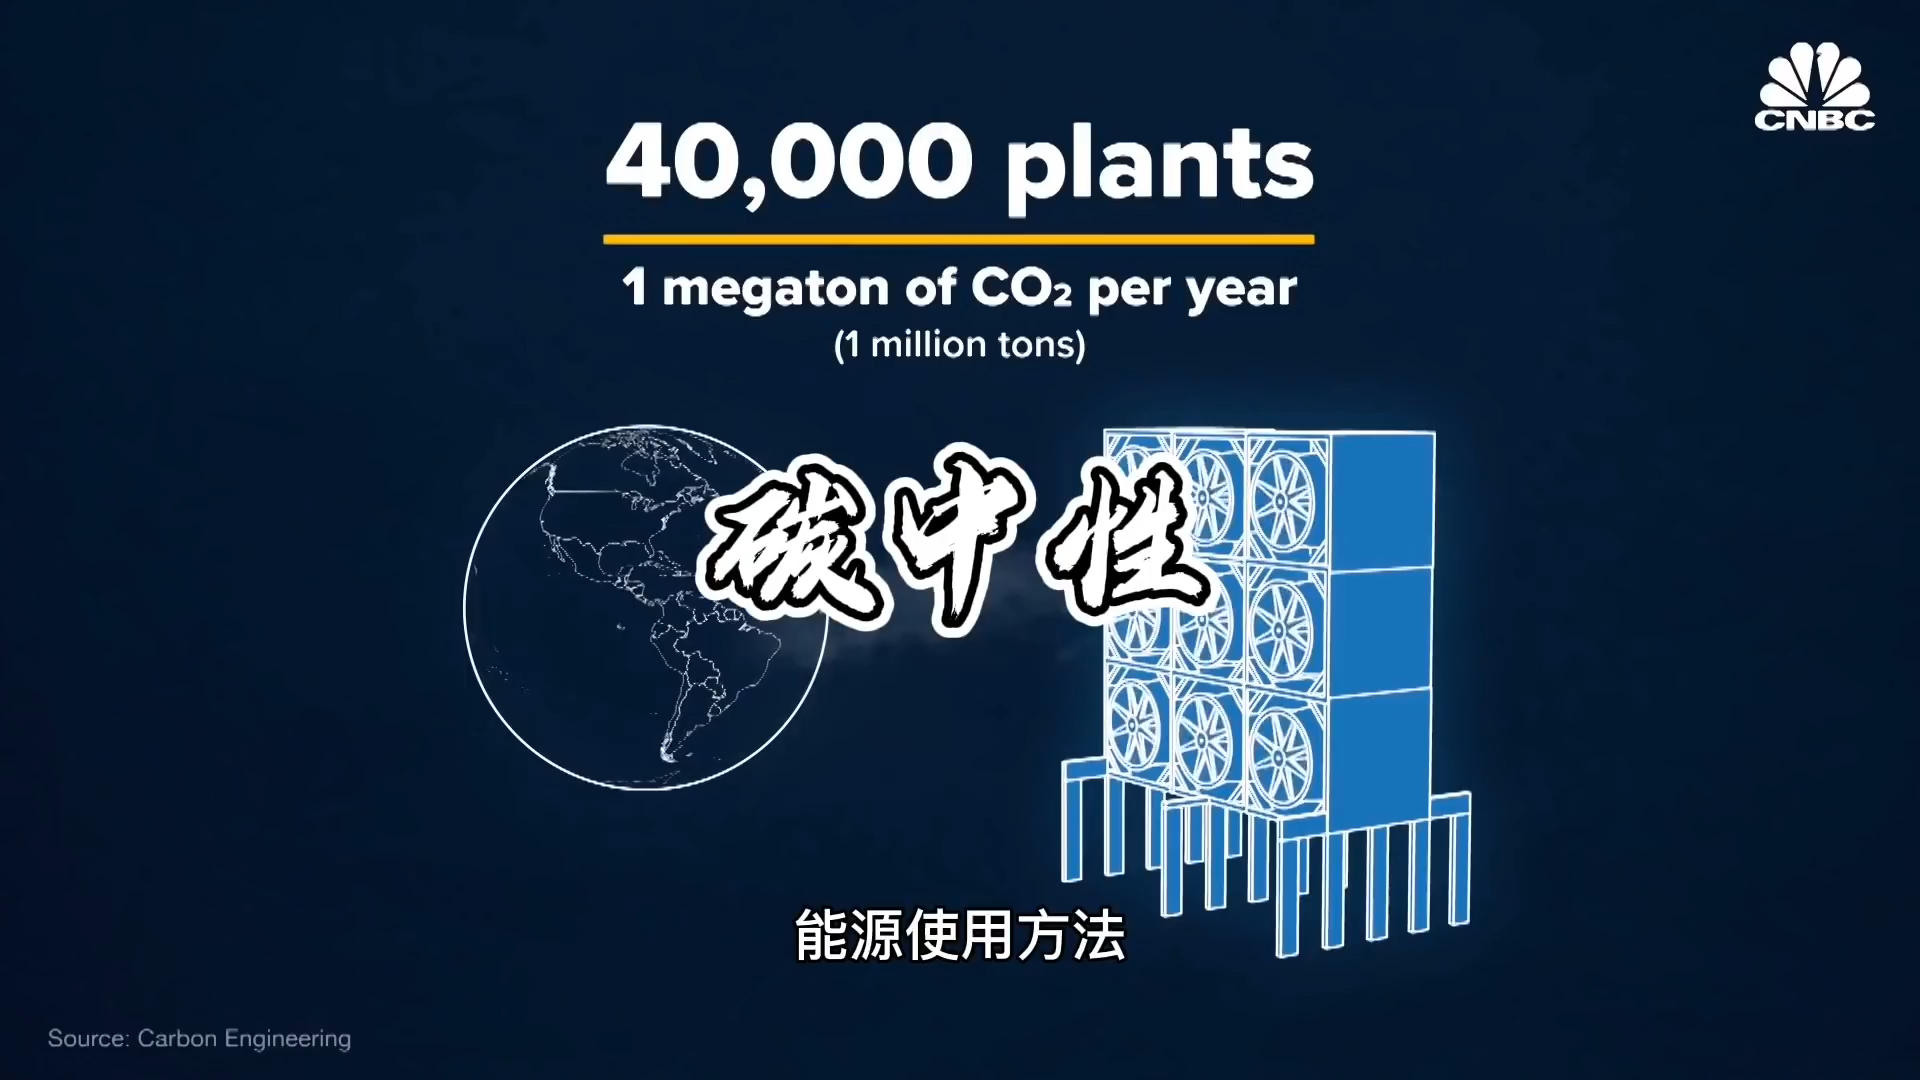 CNBC
40,000 plants
1 megaton of CO₂ per year
(1 million tons)
碳中性
能源使用方法
Source: Carbon Engineering